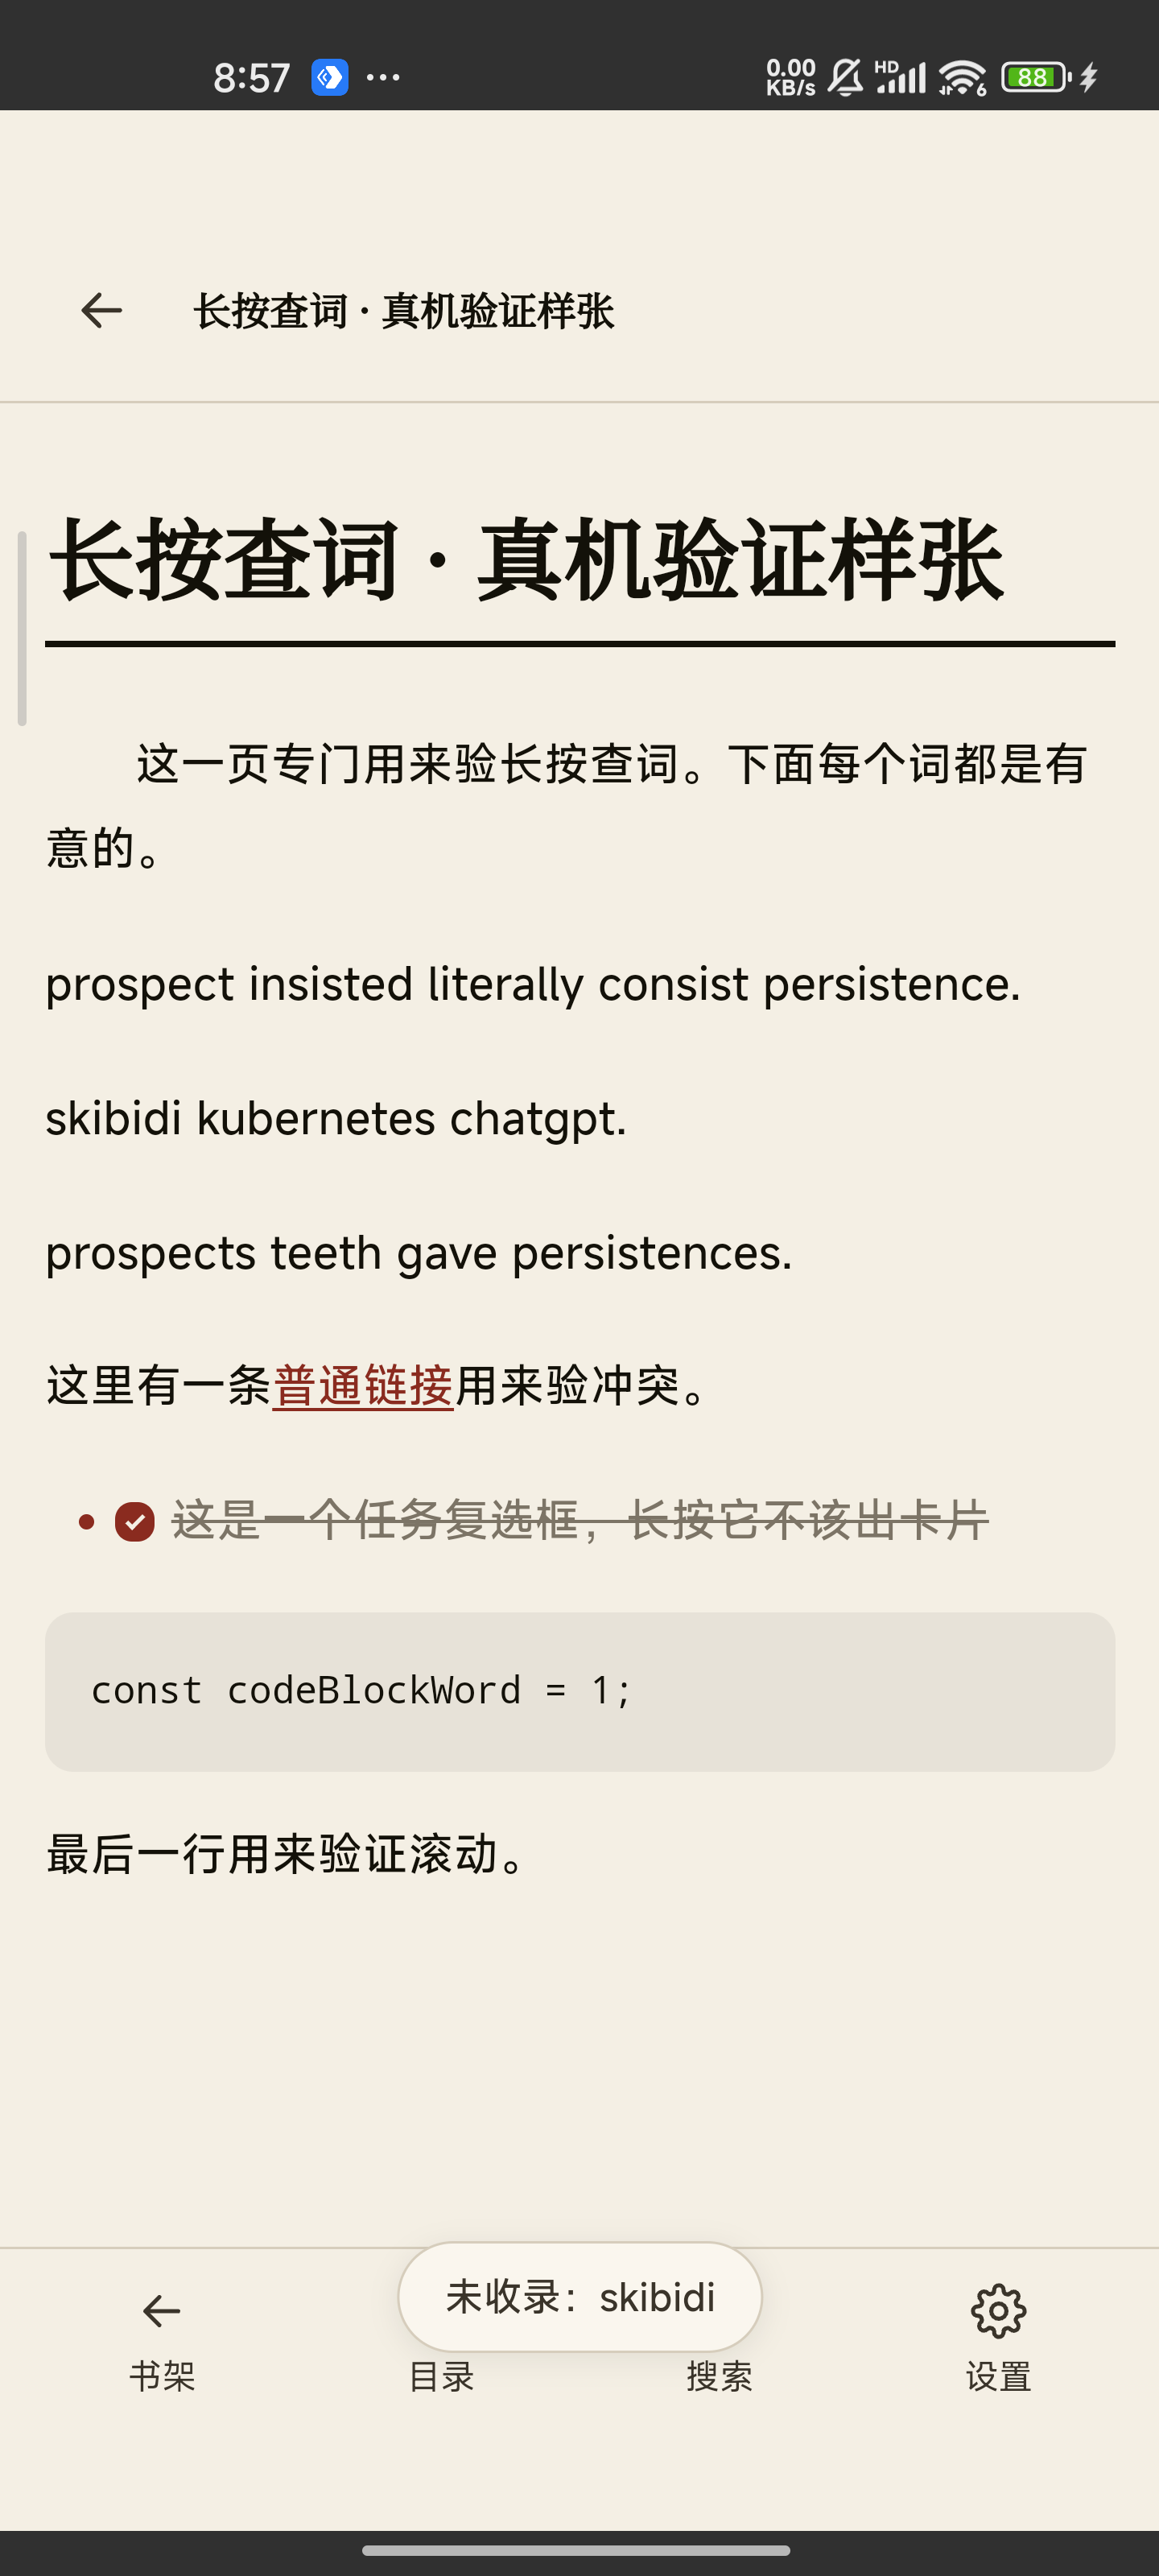 8:57 ···
0.00 KB/s HD 6 88
长按查词 · 真机验证样张
长按查词 · 真机验证样张
这一页专门用来验长按查词。下面每个词都是有
意的。
prospect insisted literally consist persistence.
skibidi kubernetes chatgpt.
prospects teeth gave persistences.
这里有一条普通链接用来验冲突。
这是一个任务复选框，长按它不该出卡片
const codeBlockWord = 1;
最后一行用来验证滚动。
未收录：skibidi
书架 目录 搜索 设置